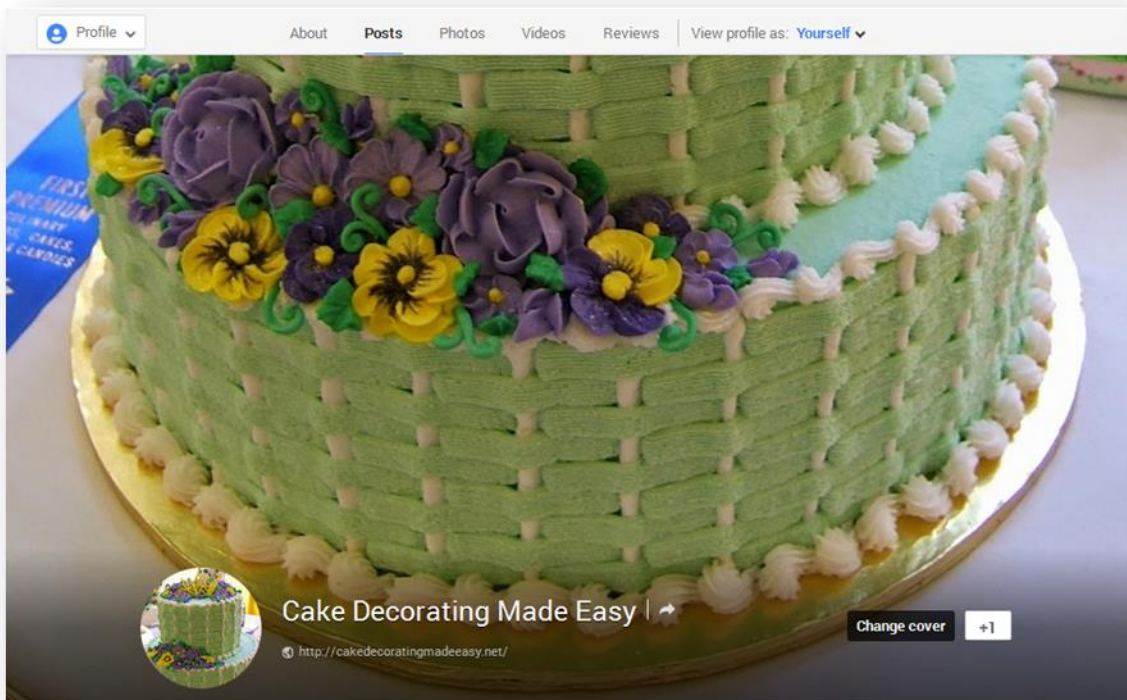 Profile About Posts Photos Videos Reviews View profile as: Yourself
FIRST
PREMIUM
CULINARY
CAKES,
& CANDIES
Cake Decorating Made Easy
Change cover +1
http://cakedecoratingmadeeasy.net/